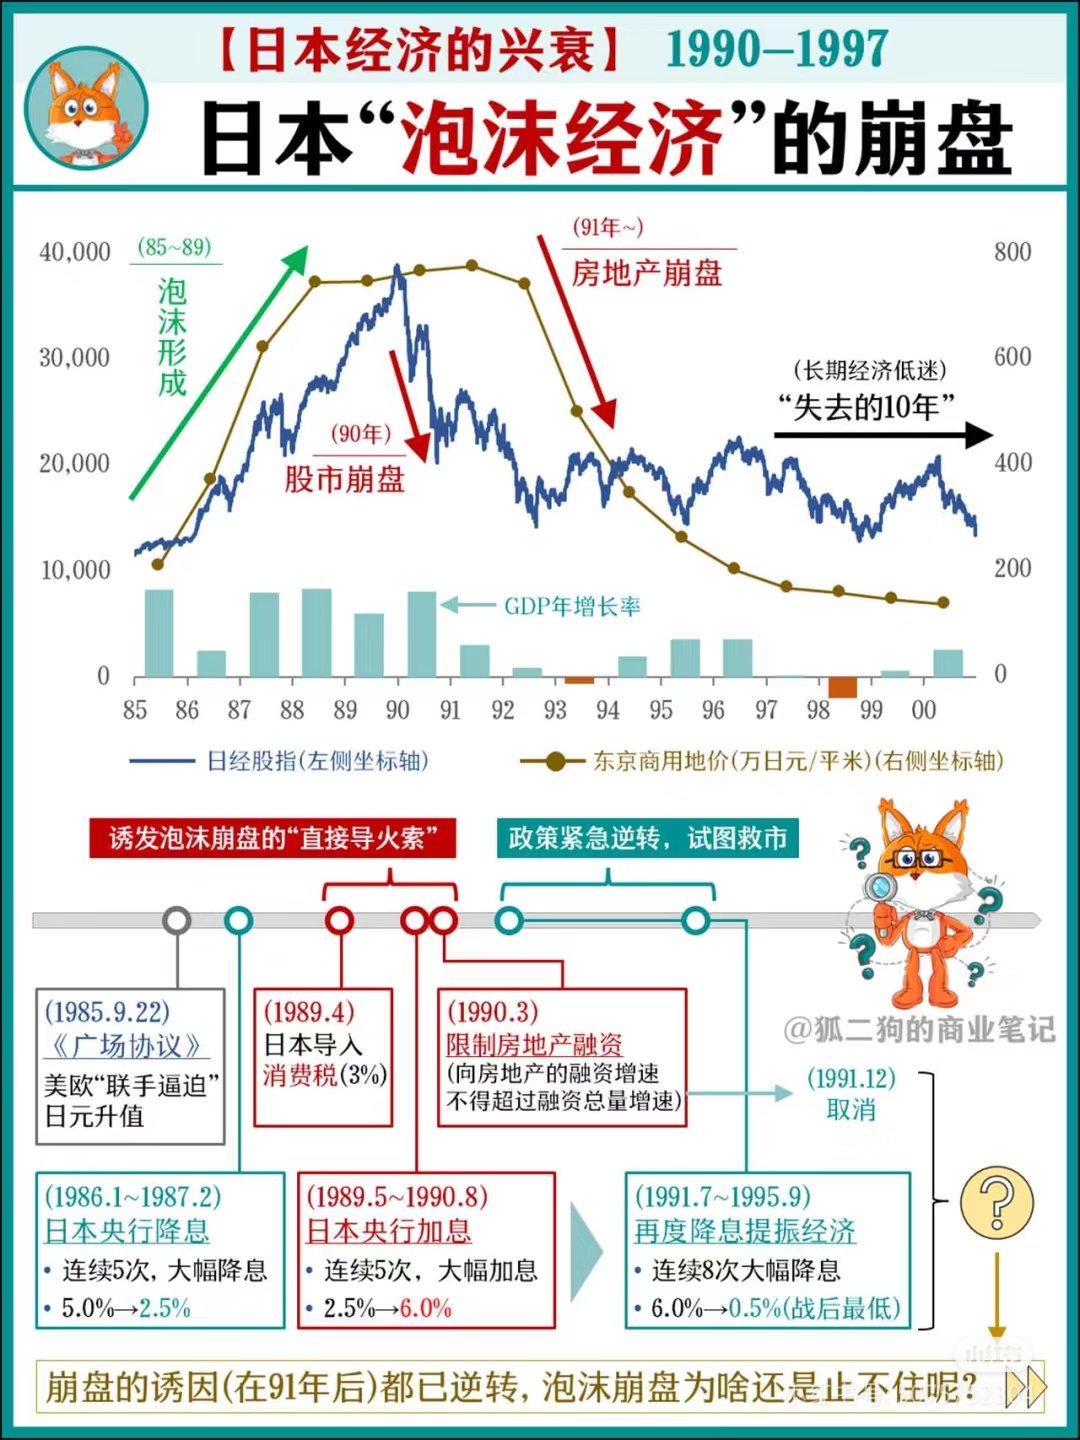 【日本经济的兴衰】 1990—1997
日本“泡沫经济”的崩盘
40,000
30,000
20,000
10,000
0
(85~89)
泡沫形成
(91年~)
房地产崩盘
(90年)
股市崩盘
(长期经济低迷)
“失去的10年”
GDP年增长率
800
600
400
200
0
85 86 87 88 89 90 91 92 93 94 95 96 97 98 99 00
日经股指(左侧坐标轴) 东京商用地价(万日元/平米)(右侧坐标轴)
诱发泡沫崩盘的“直接导火索”
政策紧急逆转，试图救市
(1985.9.22)
《广场协议》
美欧“联手逼迫”
日元升值
(1989.4)
日本导入
消费税(3%)
(1990.3)
限制房地产融资
(向房地产的融资增速
不得超过融资总量增速)
@狐二狗的商业笔记
(1991.12)
取消
(1986.1~1987.2)
日本央行降息
• 连续5次, 大幅降息
• 5.0%→2.5%
(1989.5~1990.8)
日本央行加息
• 连续5次，大幅加息
• 2.5%→6.0%
(1991.7~1995.9)
再度降息提振经济
• 连续8次大幅降息
• 6.0%→0.5%(战后最低)
?
崩盘的诱因(在91年后)都已逆转, 泡沫崩盘为啥还是止不住呢?
小红书